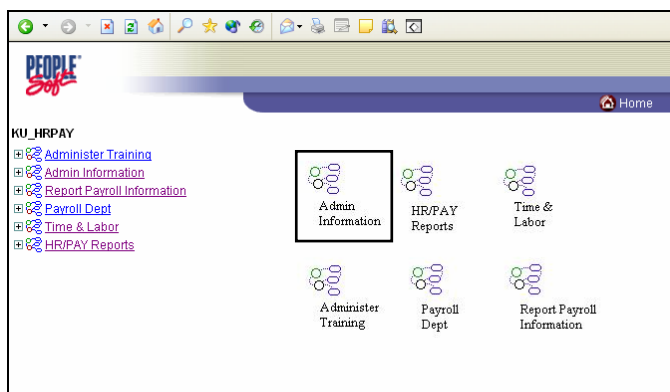 PEOPLE
Soft
Home
KU_HRPAY
Administer Training
Admin Information
Report Payroll Information
Payroll Dept
Time & Labor
HR/PAY Reports
Admin
Information
HR/PAY
Reports
Time &
Labor
Administer
Training
Payroll
Dept
Report Payroll
Information